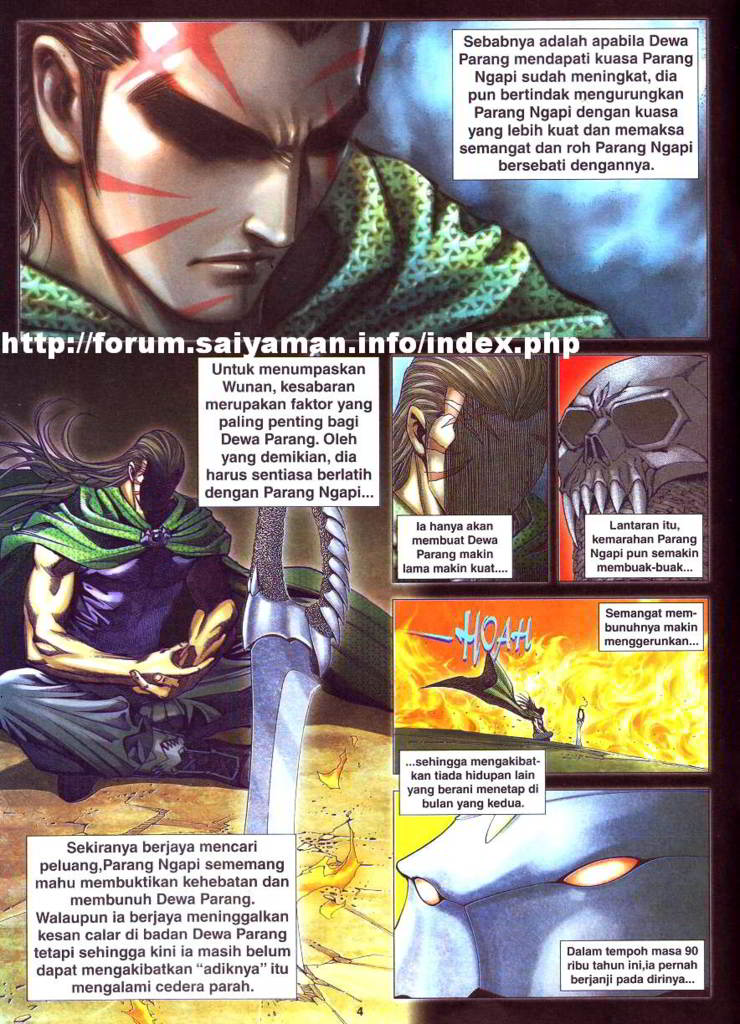 Sebabnya adalah apabila Dewa
Parang mendapati kuasa Parang
Ngapi sudah meningkat, dia
pun bertindak mengurungkan
Parang Ngapi dengan kuasa
yang lebih kuat dan memaksa
semangat dan roh Parang Ngapi
bersebati dengannya.
http://forum.saiyaman.info/index.php
Untuk menumpaskan
Wunan, kesabaran
merupakan faktor yang
paling penting bagi
Dewa Parang. Oleh
yang demikian, dia
harus sentiasa berlatih
dengan Parang Ngapi...
Ia hanya akan
membuat Dewa
Parang makin
lama makin kuat....
Lantaran itu,
kemarahan Parang
Ngapi pun semakin
membuak-buak...
HOAH
Semangat mem-
bunuhnya makin
menggerunkan...
...sehingga mengakibat-
kan tiada hidupan lain
yang berani menetap di
bulan yang kedua.
Sekiranya berjaya mencari
peluang,Parang Ngapi sememang
mahu membuktikan kehebatan dan
membunuh Dewa Parang.
Walaupun ia berjaya meninggalkan
kesan calar di badan Dewa Parang
tetapi sehingga kini ia masih belum
dapat mengakibatkan “adiknya” itu
mengalami cedera parah.
Dalam tempoh masa 90
ribu tahun ini,ia pernah
berjanji pada dirinya...
4